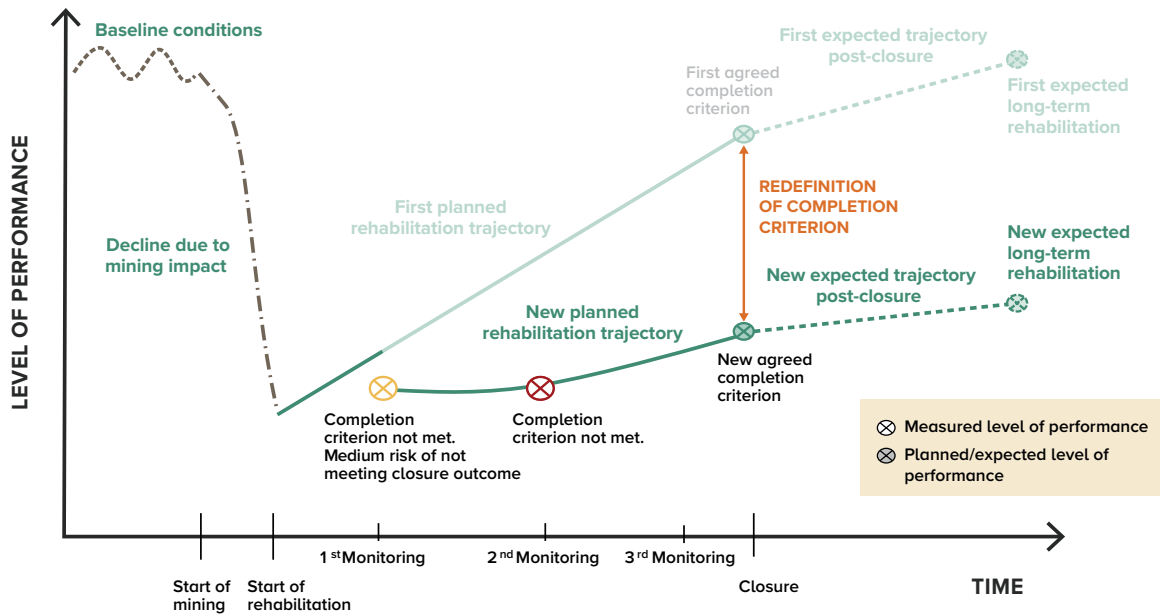 Baseline conditions
First expected trajectory
post-closure
First agreed
completion
criterion
First expected
long-term
rehabilitation
LEVEL OF PERFORMANCE
First planned
rehabilitation trajectory
REDEFINITION
OF COMPLETION
CRITERION
Decline due to
mining impact
New expected
long-term
rehabilitation
New expected trajectory
post-closure
New planned
rehabilitation trajectory
New agreed
completion
criterion
Completion
criterion not met.
Medium risk of not
meeting closure outcome
Completion
criterion not met.
Measured level of performance
Planned/expected level of
performance
1st Monitoring
2nd Monitoring
3rd Monitoring
Start of
mining
Start of
rehabilitation
Closure
TIME